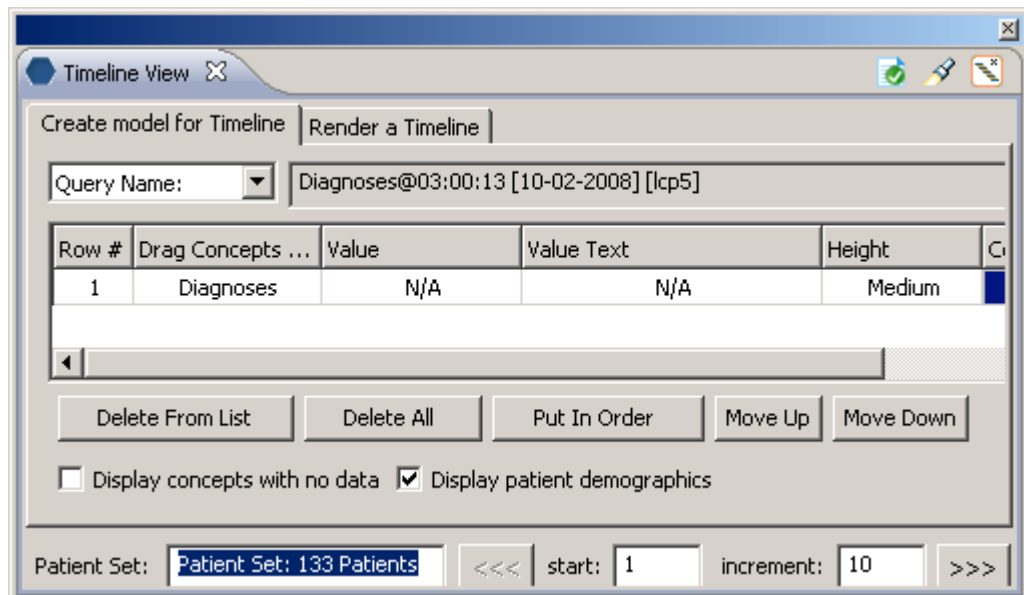 Timeline View
Create model for Timeline Render a Timeline
Query Name: Diagnoses@03:00:13 [10-02-2008] [lcp5]
Row # Drag Concepts ... Value Value Text Height
1 Diagnoses N/A N/A Medium
Delete From List Delete All Put In Order Move Up Move Down
Display concepts with no data Display patient demographics
Patient Set: Patient Set: 133 Patients <<< start: 1 increment: 10 >>>